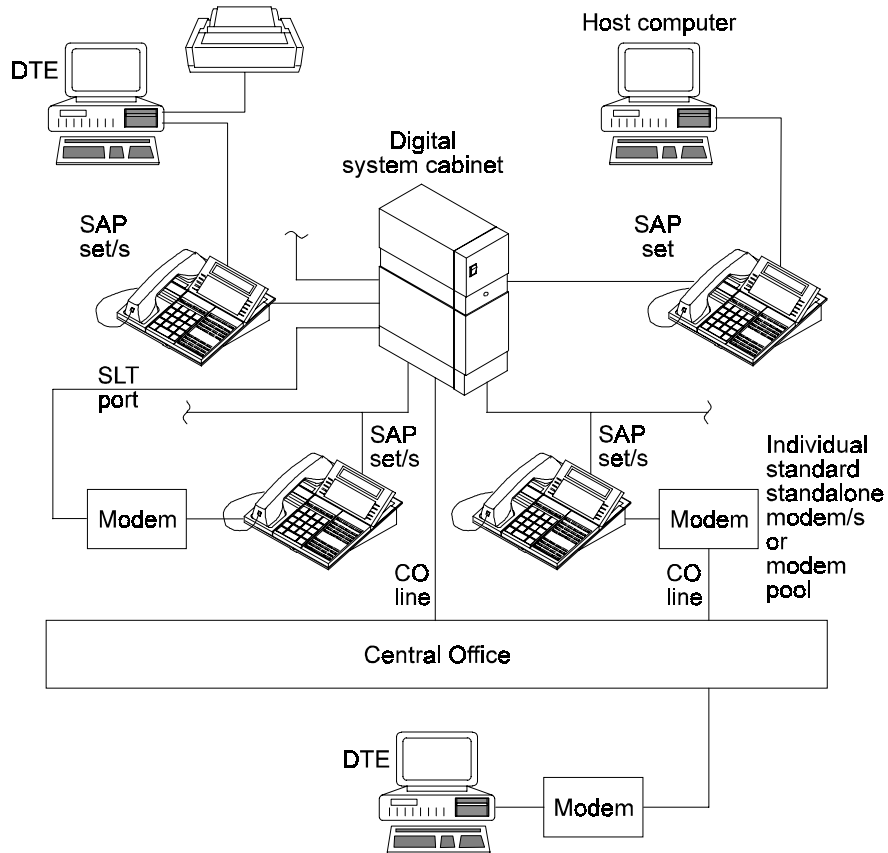 Host computer
DTE
Digital
system cabinet
SAP
set/s
SAP
set
SLT
port
SAP
set/s
SAP
set/s
Individual
standard
standalone
modem/s
or
modem
pool
Modem
Modem
CO
line
CO
line
Central Office
DTE
Modem